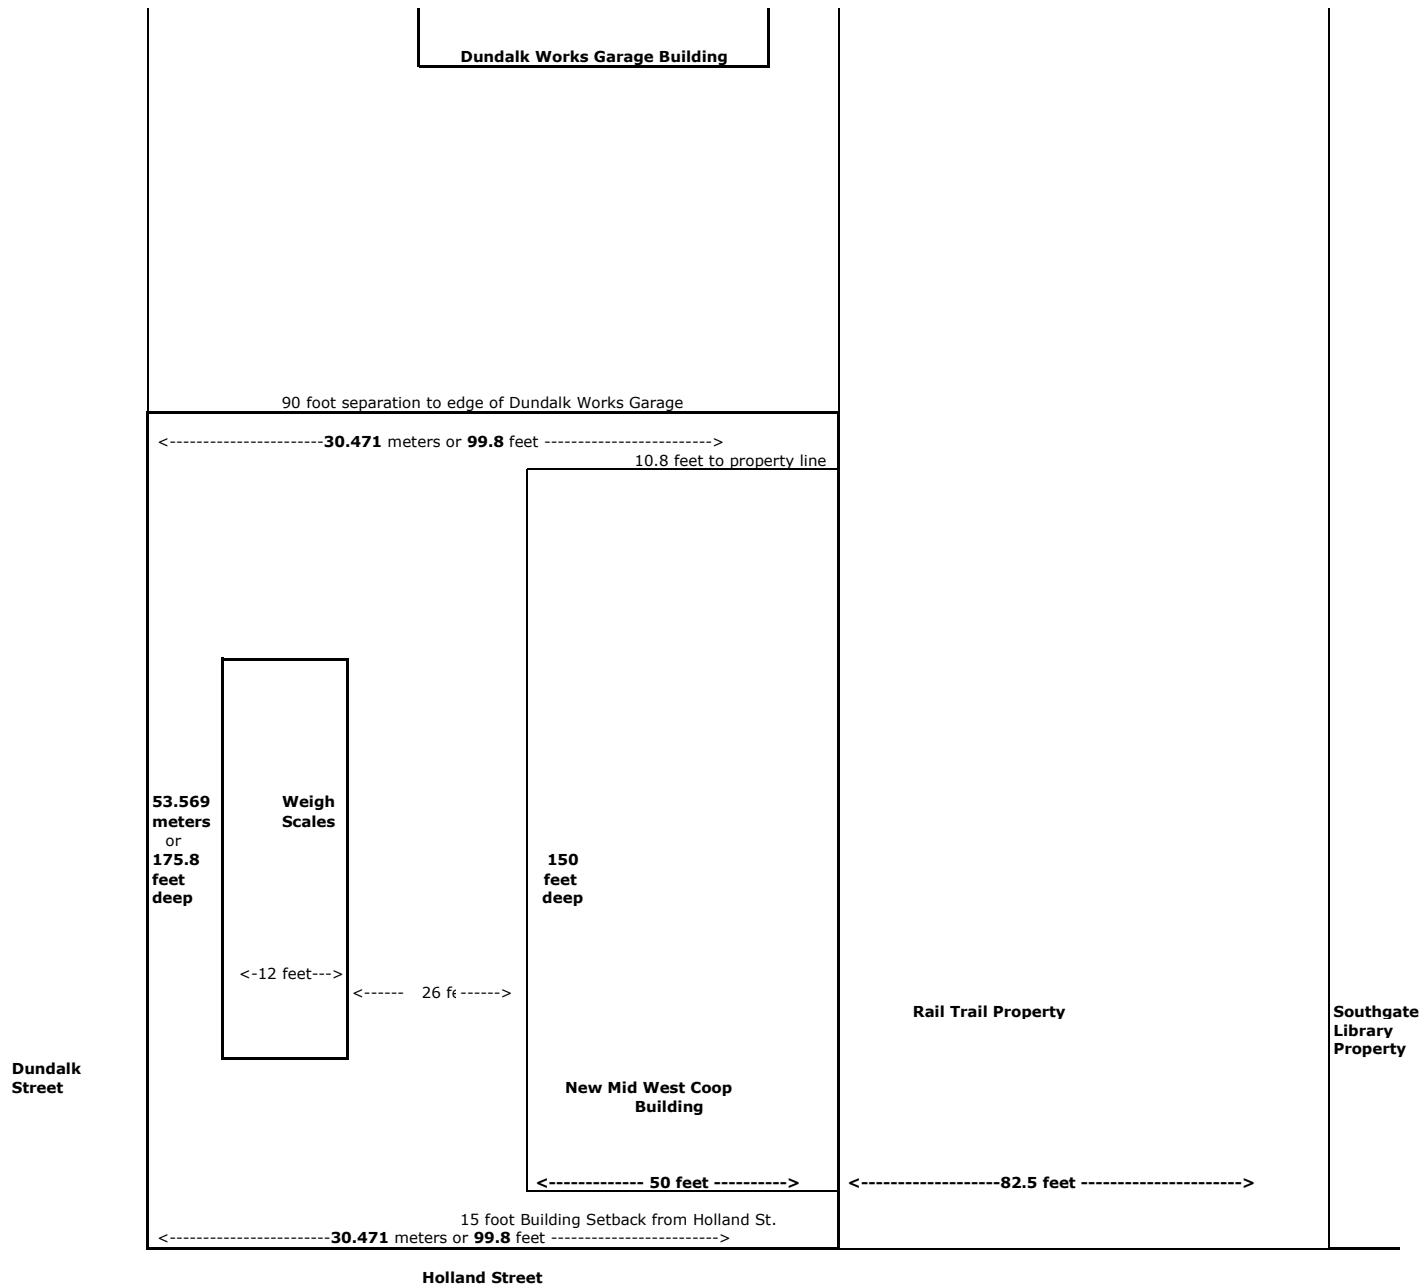 Dundalk Works Garage Building
90 foot separation to edge of Dundalk Works Garage
<-----------------------30.471 meters or 99.8 feet ------------------------->
10.8 feet to property line
53.569
meters
or
175.8
feet
deep
Weigh
Scales
150
feet
deep
<-12 feet--->
<------ 26 fe ------>
Rail Trail Property
Southgate
Library
Property
Dundalk
Street
New Mid West Coop
Building
<------------- 50 feet ---------->
<-------------------82.5 feet ---------------------->
15 foot Building Setback from Holland St.
<------------------------30.471 meters or 99.8 feet ------------------------->
Holland Street